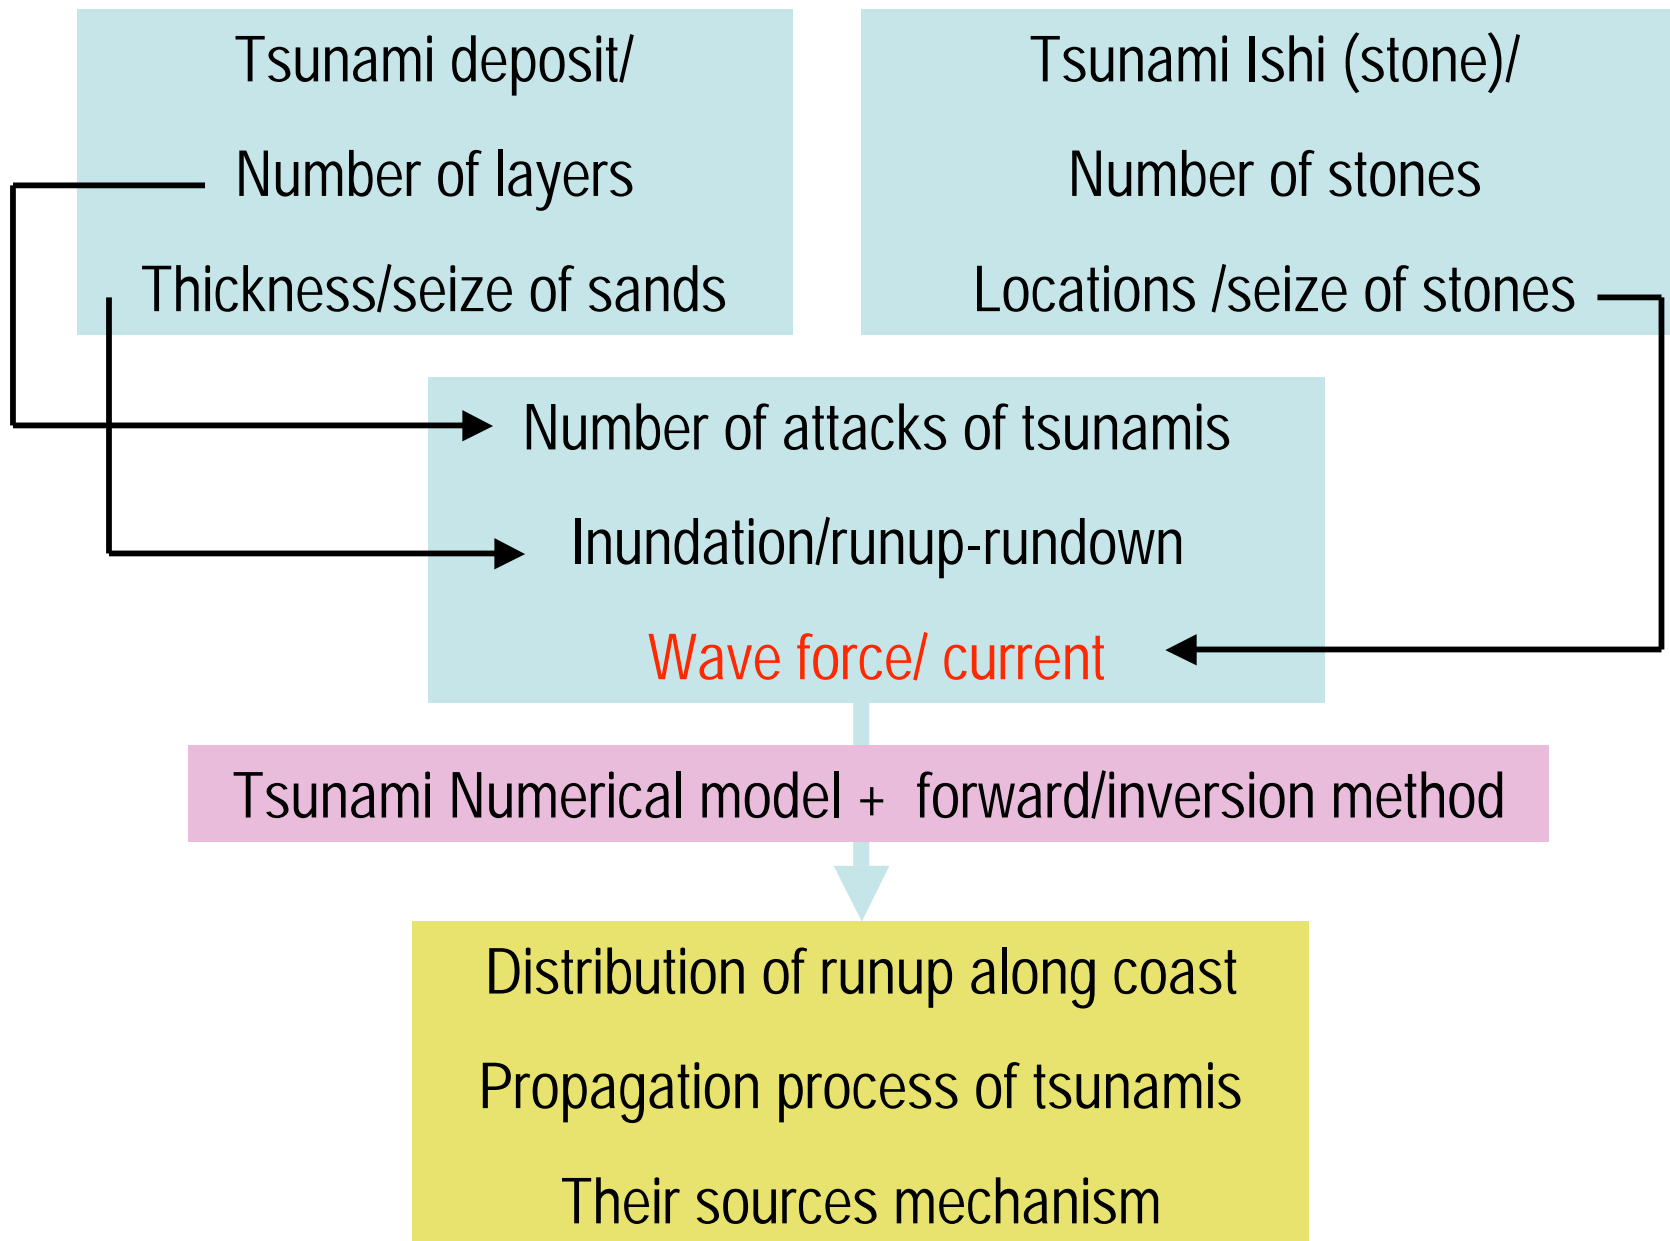 Tsunami deposit/
Number of layers
Thickness/seize of sands
Tsunami Ishi (stone)/
Number of stones
Locations /seize of stones
Number of attacks of tsunamis
Inundation/runup-rundown
Wave force/ current
Tsunami Numerical model + forward/inversion method
Distribution of runup along coast
Propagation process of tsunamis
Their sources mechanism